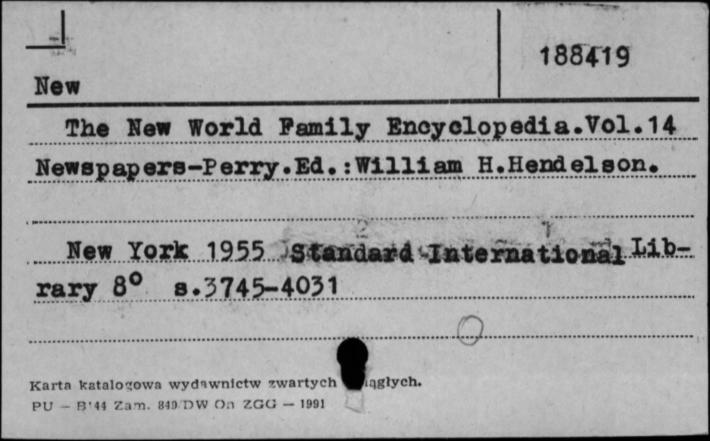 188419
New
The New World Family Encyclopedia.Vol.14
Newspapers-Perry.Ed.:William H.Hendelson.
New York 1955 Standard International Lib-
rary 8° s.3745-4031
Karta katalogowa wydawnictw zwartych iągłych.
PU — B'44 Zam. 849/DW On ZGG — 1991